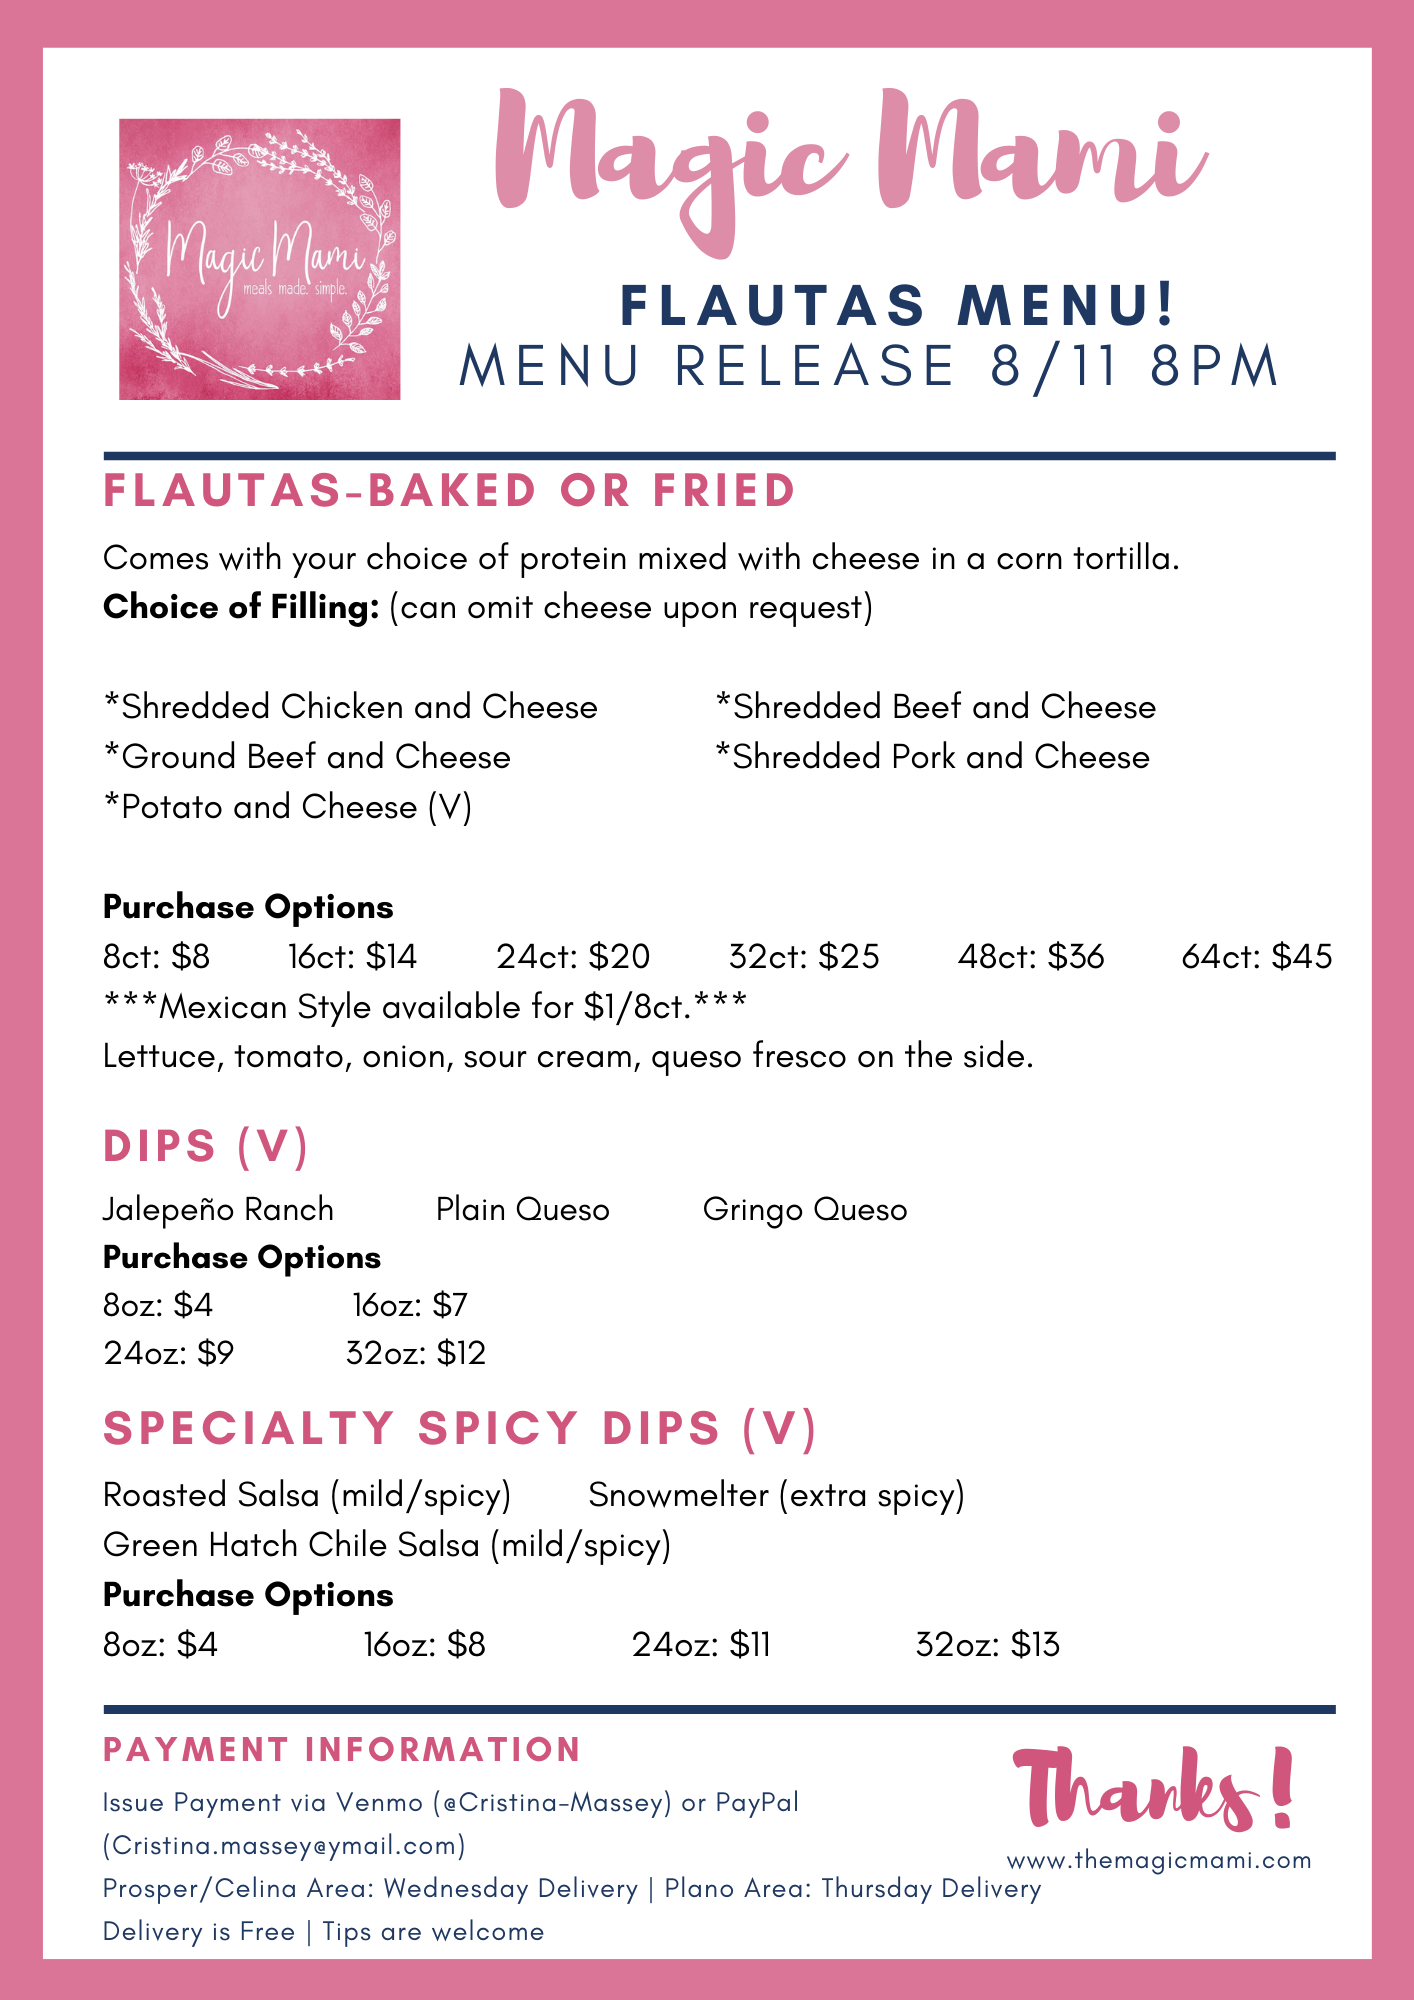 Magic Mami
meals made. simple.
Magic Mami
FLAUTAS MENU!
MENU RELEASE 8/11 8PM
FLAUTAS-BAKED OR FRIED
Comes with your choice of protein mixed with cheese in a corn tortilla.
Choice of Filling: (can omit cheese upon request)
*Shredded Chicken and Cheese *Shredded Beef and Cheese
*Ground Beef and Cheese *Shredded Pork and Cheese
*Potato and Cheese (V)
Purchase Options
8ct: $8 16ct: $14 24ct: $20 32ct: $25 48ct: $36 64ct: $45
***Mexican Style available for $1/8ct.***
Lettuce, tomato, onion, sour cream, queso fresco on the side.
DIPS (V)
Jalepeño Ranch Plain Queso Gringo Queso
Purchase Options
8oz: $4 16oz: $7
24oz: $9 32oz: $12
SPECIALTY SPICY DIPS (V)
Roasted Salsa (mild/spicy) Snowmelter (extra spicy)
Green Hatch Chile Salsa (mild/spicy)
Purchase Options
8oz: $4 16oz: $8 24oz: $11 32oz: $13
PAYMENT INFORMATION
Issue Payment via Venmo (@Cristina-Massey) or PayPal
(Cristina.massey@ymail.com)
Prosper/Celina Area: Wednesday Delivery | Plano Area: Thursday Delivery
Delivery is Free | Tips are welcome
Thanks!
www.themagicmami.com